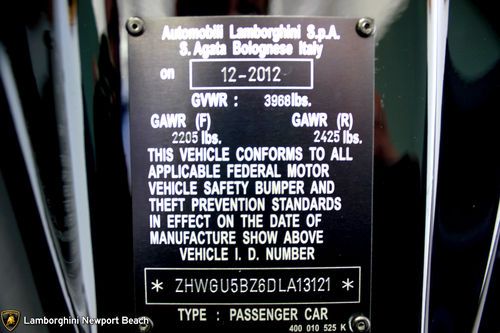 Automobili Lamborghini S.p.A.
S. Agata Bolognese Italy
on 12-2012
GVWR : 3968lbs.
GAWR (F) GAWR (R)
2205 lbs. 2425 lbs.
THIS VEHICLE CONFORMS TO ALL
APPLICABLE FEDERAL MOTOR
VEHICLE SAFETY BUMPER AND
THEFT PREVENTION STANDARDS
IN EFFECT ON THE DATE OF
MANUFACTURE SHOW ABOVE
VEHICLE I. D. NUMBER
* ZHWGU5BZ6DLA13121 *
TYPE : PASSENGER CAR
400 010 525 K
Lamborghini Newport Beach